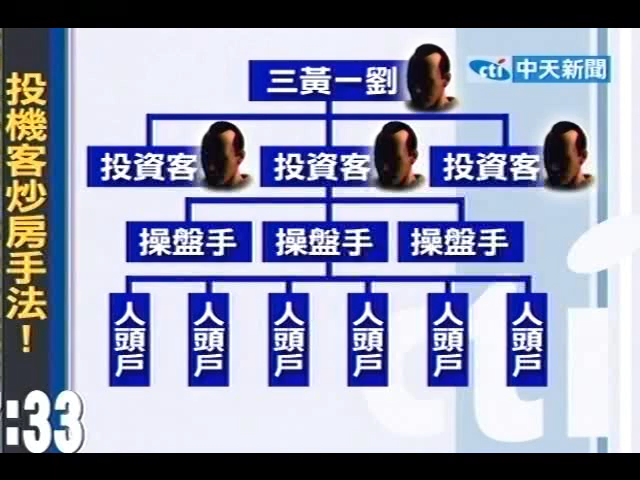 投機客炒房手法！
三黃一劉
cti 中天新聞
投資客 投資客 投資客
操盤手 操盤手 操盤手
人頭戶 人頭戶 人頭戶 人頭戶 人頭戶 人頭戶
:33
cti